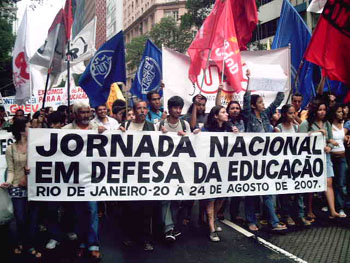 JORNADA NACIONAL
EM DEFESA DA EDUCAÇÃO
RIO DE JANEIRO-20 À 24 DE AGOSTO DE 2007.